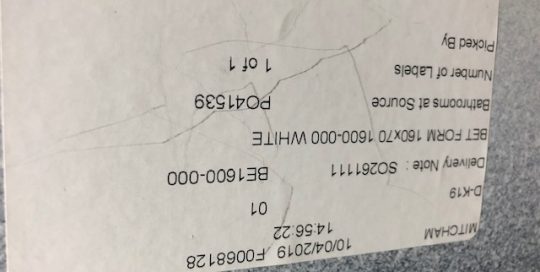 10/04/2019 F0068128
MITCHAM 14:56:22
D-K19 01
Delivery Note : SO261111 BE1600-000
BET FORM 160x70 1600-000 WHITE
Bathrooms at Source PO41539
Number of Labels 1 of 1
Picked By